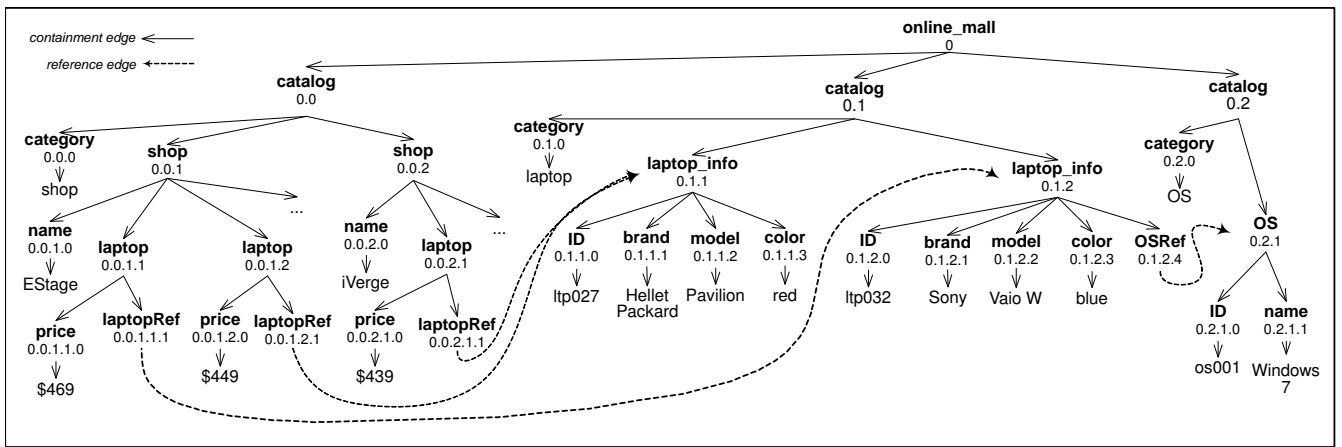 online_mall
0
containment edge
reference edge
catalog
0.0
catalog
0.1
catalog
0.2
category
0.0.0
shop
shop
0.0.1
shop
0.0.2
category
0.1.0
laptop
laptop_info
0.1.1
laptop_info
0.1.2
category
0.2.0
OS
...
...
name
0.0.1.0
EStage
laptop
0.0.1.1
laptop
0.0.1.2
name
0.0.2.0
iVerge
laptop
0.0.2.1
ID
0.1.1.0
ltp027
brand
0.1.1.1
Hellet
Packard
model
0.1.1.2
Pavilion
color
0.1.1.3
red
ID
0.1.2.0
ltp032
brand
0.1.2.1
Sony
model
0.1.2.2
Vaio W
color
0.1.2.3
blue
OSRef
0.1.2.4
OS
0.2.1
price
0.0.1.1.0
$469
laptopRef
0.0.1.1.1
price
0.0.1.2.0
$449
laptopRef
0.0.1.2.1
price
0.0.2.1.0
$439
laptopRef
0.0.2.1.1
ID
0.2.1.0
os001
name
0.2.1.1
Windows
7